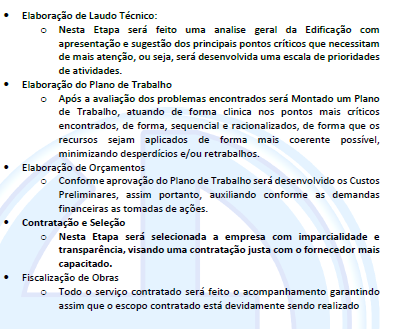 • Elaboração de Laudo Técnico:
o Nesta Etapa será feito uma analise geral da Edificação com
apresentação e sugestão dos principais pontos críticos que necessitam
de mais atenção, ou seja, será desenvolvida uma escala de prioridades
de atividades.
• Elaboração do Plano de Trabalho
o Após a avaliação dos problemas encontrados será Montado um Plano
de Trabalho, atuando de forma clinica nos pontos mais críticos
encontrados, de forma, sequencial e racionalizados, de forma que os
recursos sejam aplicados de forma mais coerente possível,
minimizando desperdícios e/ou retrabalhos.
• Elaboração de Orçamentos
o Conforme aprovação do Plano de Trabalho será desenvolvido os Custos
Preliminares, assim portanto, auxiliando conforme as demandas
financeiras as tomadas de ações.
• Contratação e Seleção
o Nesta Etapa será selecionada a empresa com imparcialidade e
transparência, visando uma contratação justa com o fornecedor mais
capacitado.
• Fiscalização de Obras
o Todo o serviço contratado será feito o acompanhamento garantindo
assim que o escopo contratado está devidamente sendo realizado